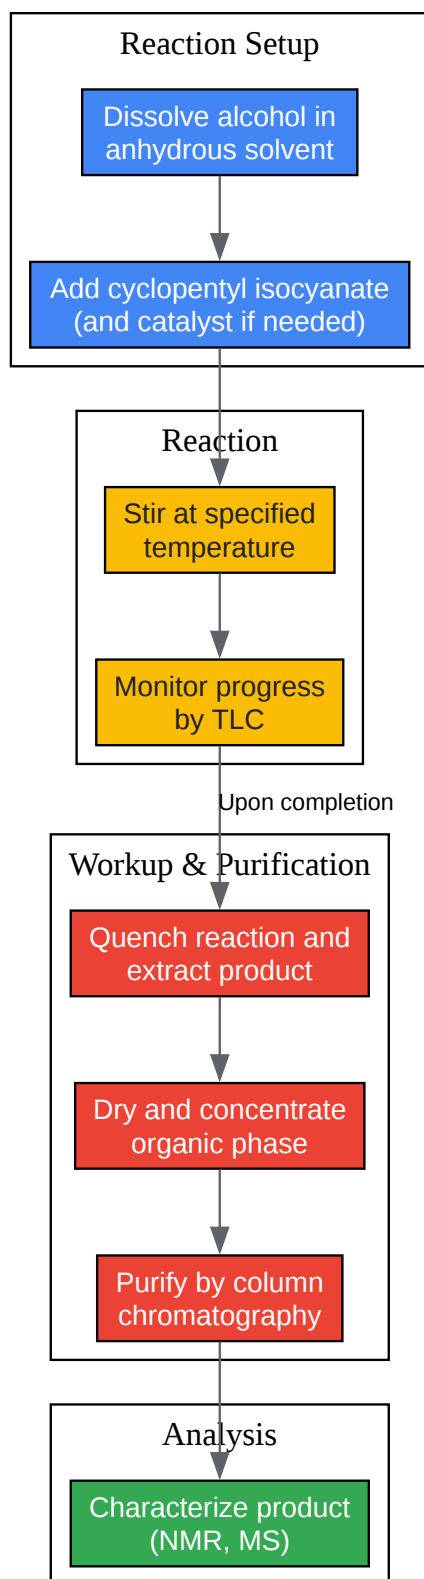 Reaction Setup
Dissolve alcohol in
anhydrous solvent
Add cyclopentyl isocyanate
(and catalyst if needed)
Reaction
Stir at specified
temperature
Monitor progress
by TLC
Upon completion
Workup & Purification
Quench reaction and
extract product
Dry and concentrate
organic phase
Purify by column
chromatography
Analysis
Characterize product
(NMR, MS)